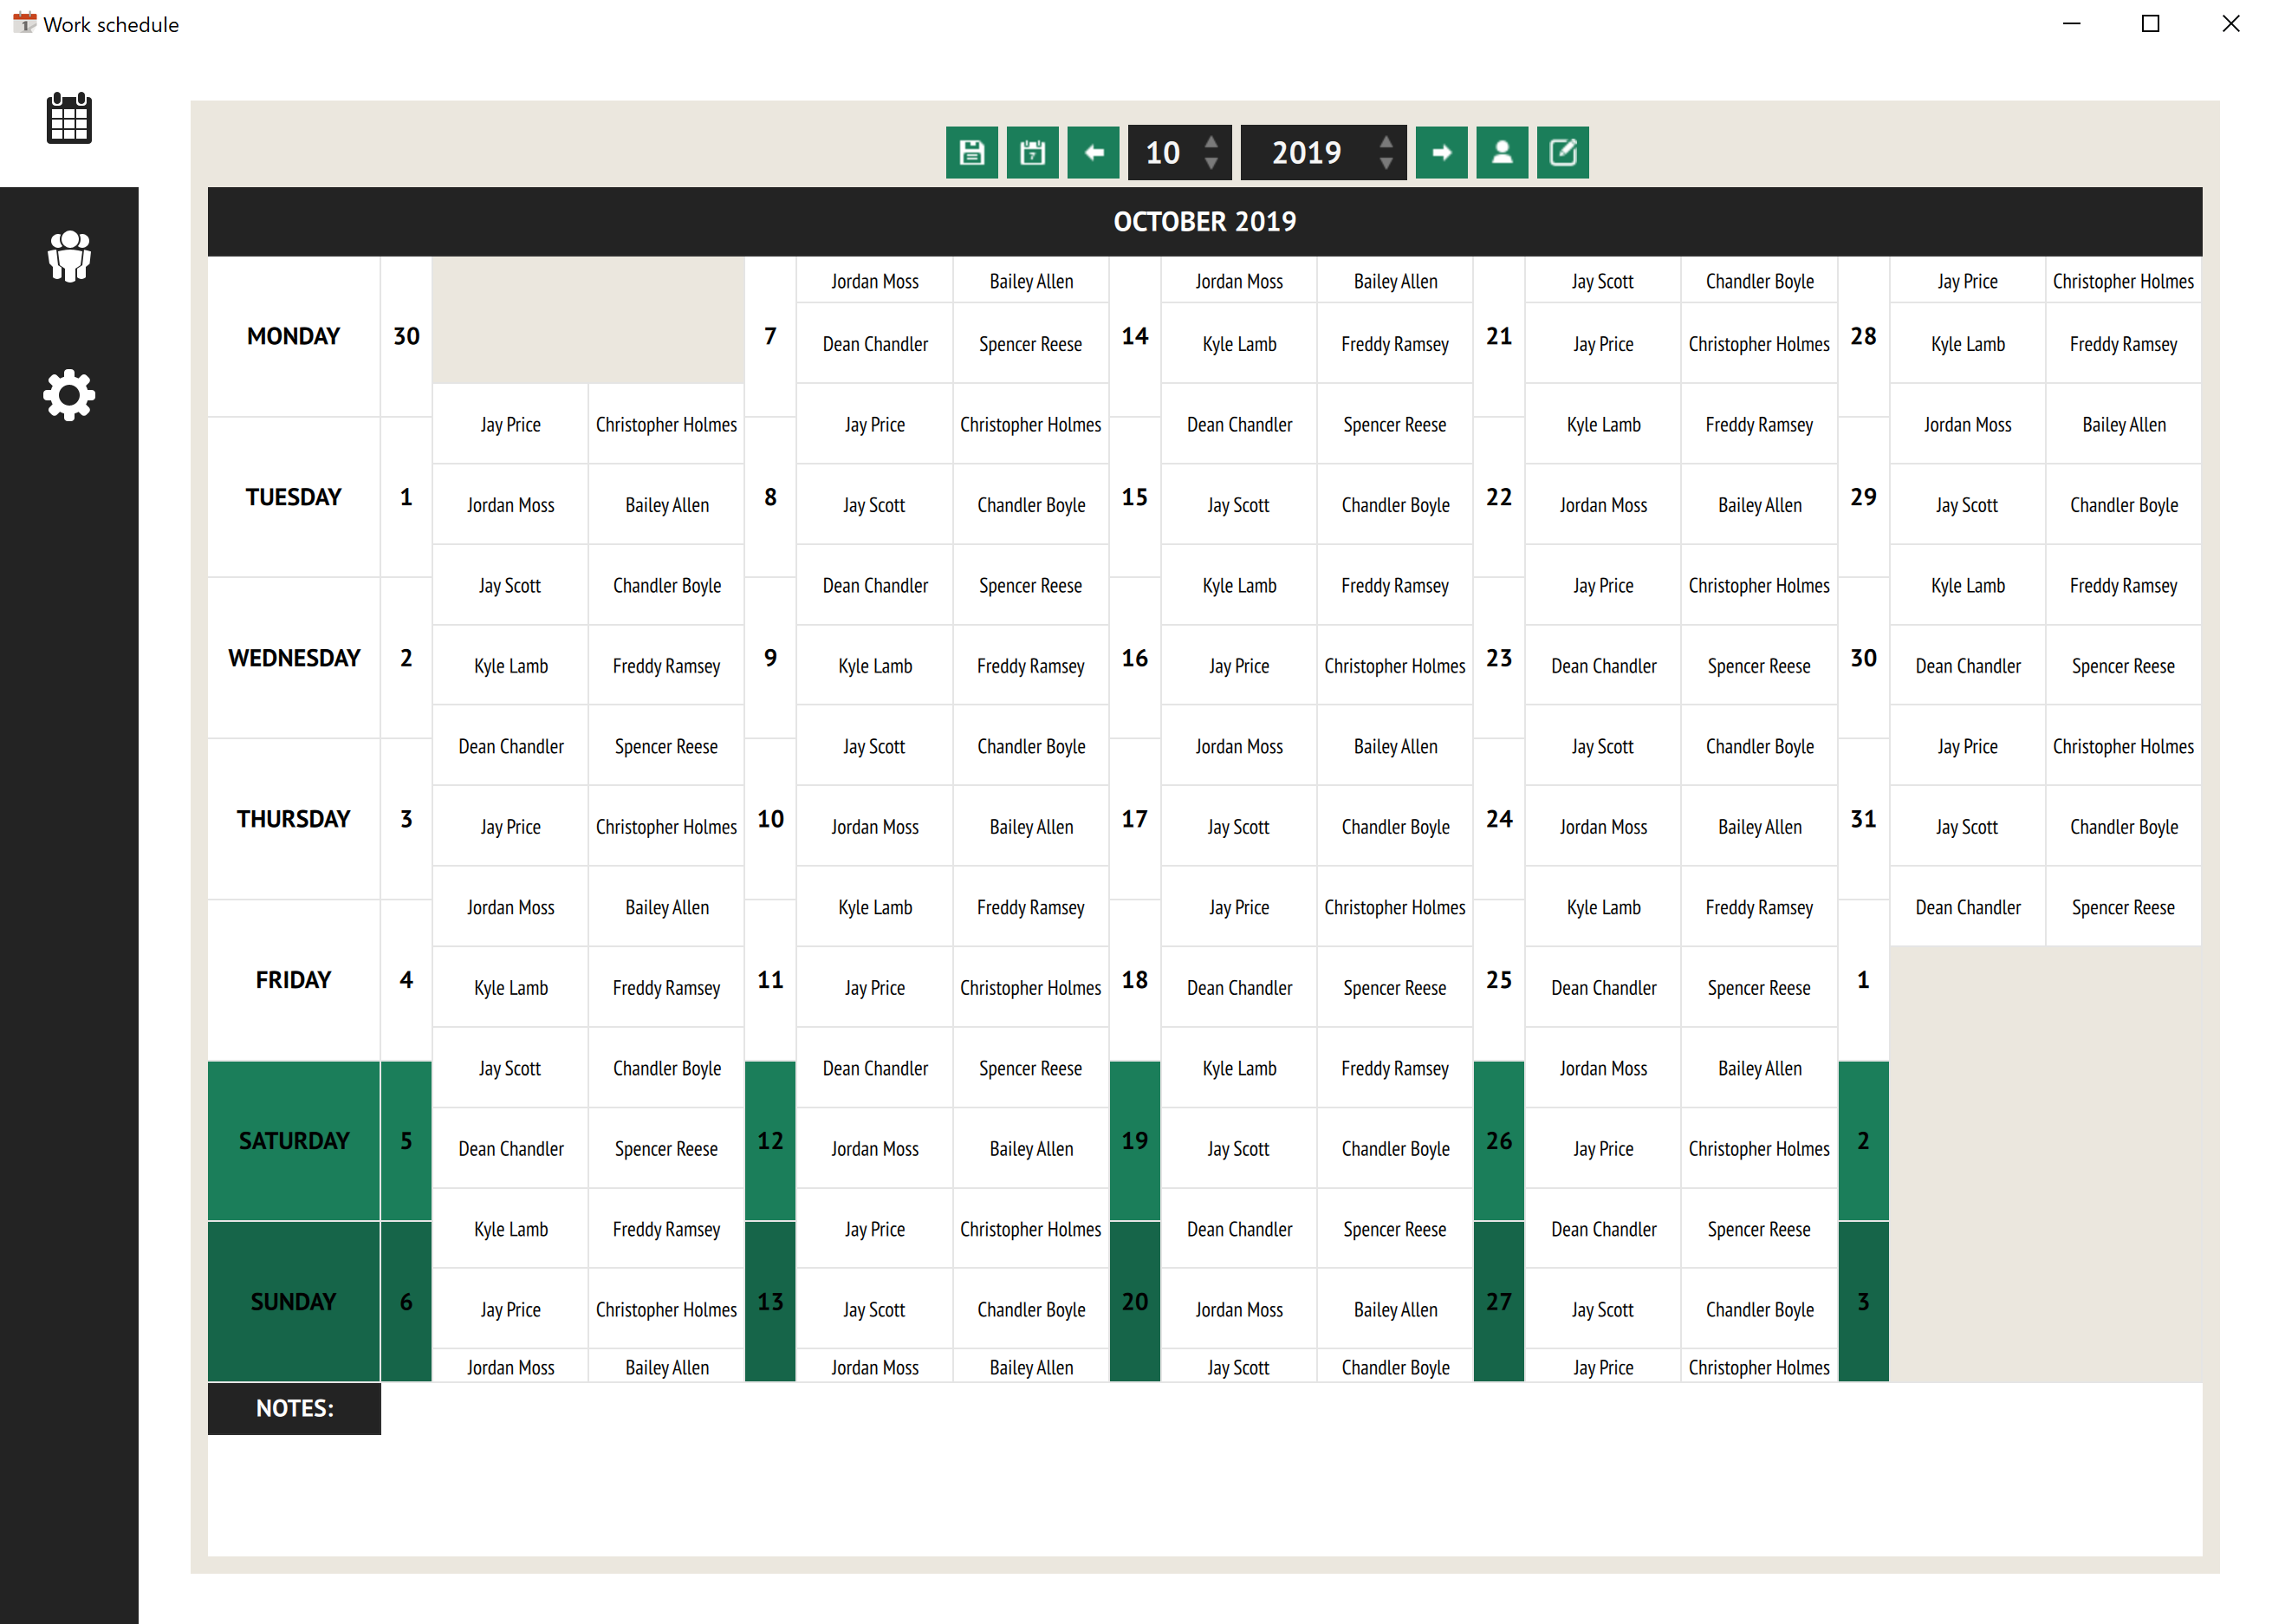 Work schedule
10 2019
7
OCTOBER 2019
Jordan Moss Bailey Allen Jordan Moss Bailey Allen Jay Scott Chandler Boyle Jay Price Christopher Holmes
MONDAY 30 7 14 21 28
Dean Chandler Spencer Reese Kyle Lamb Freddy Ramsey Jay Price Christopher Holmes Kyle Lamb Freddy Ramsey
Jay Price Christopher Holmes Jay Price Christopher Holmes Dean Chandler Spencer Reese Kyle Lamb Freddy Ramsey Jordan Moss Bailey Allen
TUESDAY 1 8 15 22 29
Jordan Moss Bailey Allen Jay Scott Chandler Boyle Jay Scott Chandler Boyle Jordan Moss Bailey Allen Jay Scott Chandler Boyle
Jay Scott Chandler Boyle Dean Chandler Spencer Reese Kyle Lamb Freddy Ramsey Jay Price Christopher Holmes Kyle Lamb Freddy Ramsey
WEDNESDAY 2 9 16 23 30
Kyle Lamb Freddy Ramsey Kyle Lamb Freddy Ramsey Jay Price Christopher Holmes Dean Chandler Spencer Reese Dean Chandler Spencer Reese
Dean Chandler Spencer Reese Jay Scott Chandler Boyle Jordan Moss Bailey Allen Jay Scott Chandler Boyle Jay Price Christopher Holmes
THURSDAY 3 10 17 24 31
Jay Price Christopher Holmes Jordan Moss Bailey Allen Jay Scott Chandler Boyle Jordan Moss Bailey Allen Jay Scott Chandler Boyle
Jordan Moss Bailey Allen Kyle Lamb Freddy Ramsey Jay Price Christopher Holmes Kyle Lamb Freddy Ramsey Dean Chandler Spencer Reese
FRIDAY 4 11 18 25 1
Kyle Lamb Freddy Ramsey Jay Price Christopher Holmes Dean Chandler Spencer Reese Dean Chandler Spencer Reese
Jay Scott Chandler Boyle Dean Chandler Spencer Reese Kyle Lamb Freddy Ramsey Jordan Moss Bailey Allen
SATURDAY 5 12 19 26 2
Dean Chandler Spencer Reese Jordan Moss Bailey Allen Jay Scott Chandler Boyle Jay Price Christopher Holmes
Kyle Lamb Freddy Ramsey Jay Price Christopher Holmes Dean Chandler Spencer Reese Dean Chandler Spencer Reese
SUNDAY 6 13 20 27 3
Jay Price Christopher Holmes Jay Scott Chandler Boyle Jordan Moss Bailey Allen Jay Scott Chandler Boyle
Jordan Moss Bailey Allen Jordan Moss Bailey Allen Jay Scott Chandler Boyle Jay Price Christopher Holmes
NOTES: